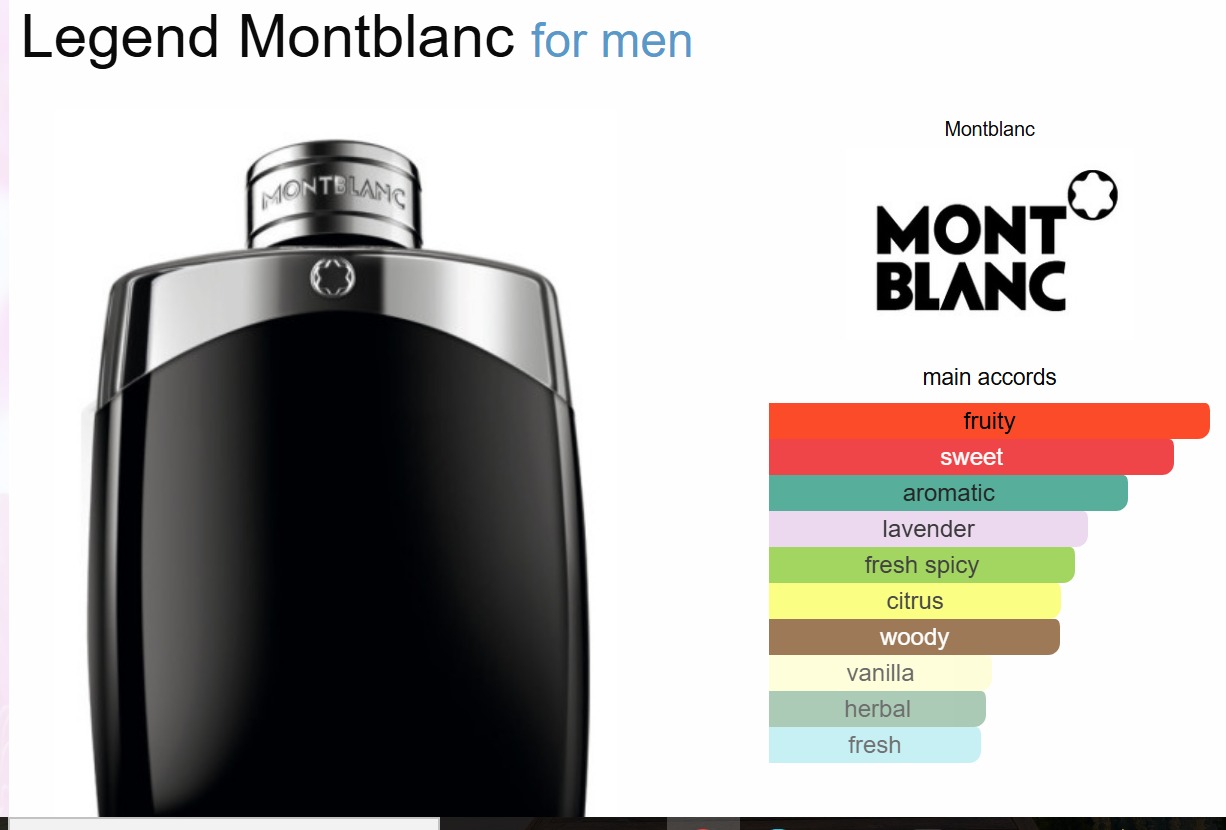 Legend Montblanc for men
Montblanc
MONT
BLANC
MONTBLANC
main accords
fruity
sweet
aromatic
lavender
fresh spicy
citrus
woody
vanilla
herbal
fresh